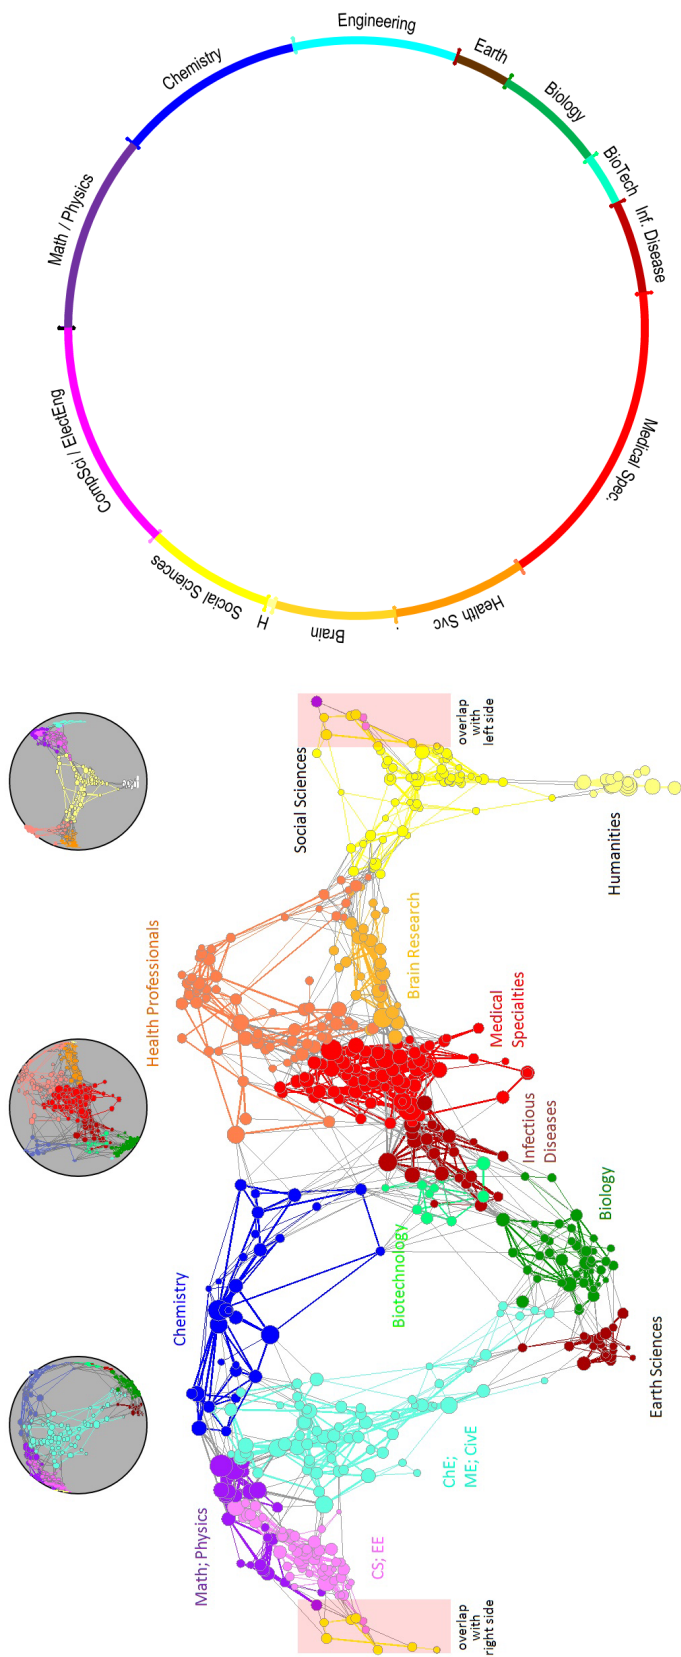 Engineering
Earth
Biology
BioTech
Inf. Disease
Medical Spec.
Health Svc
Brain
H
Social Sciences
CompSci / ElectEng
Math / Physics
Chemistry
Math; Physics
Chemistry
Health Professionals
Social Sciences
overlap
with
left side
CS; EE
ChE;
ME; CivE
Biotechnology
Brain Research
Medical
Specialties
Infectious
Diseases
Biology
Earth Sciences
Humanities
overlap
with
right side